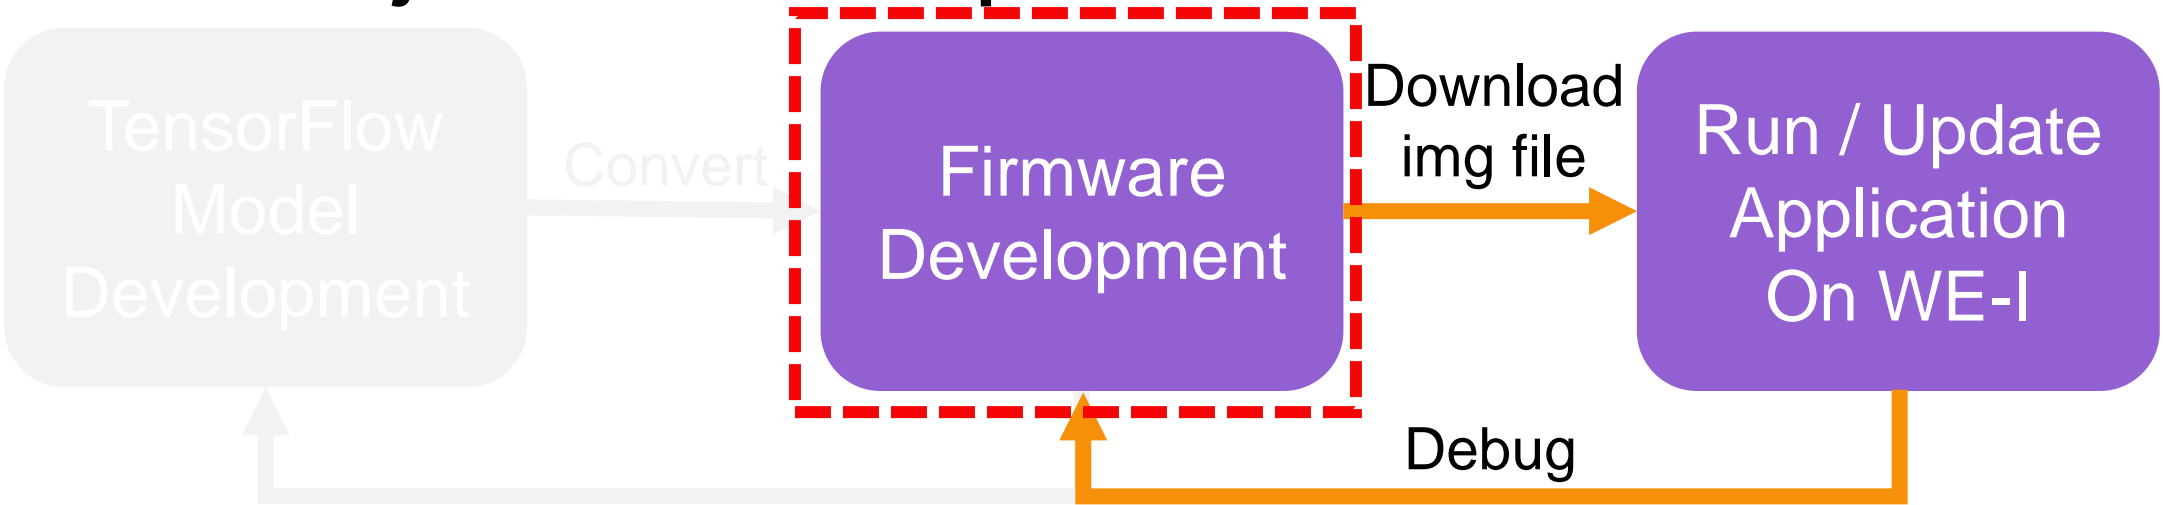 TensorFlow
Model
Development
Convert
Firmware
Development
Download
img file
Run / Update
Application
On WE-I
Debug